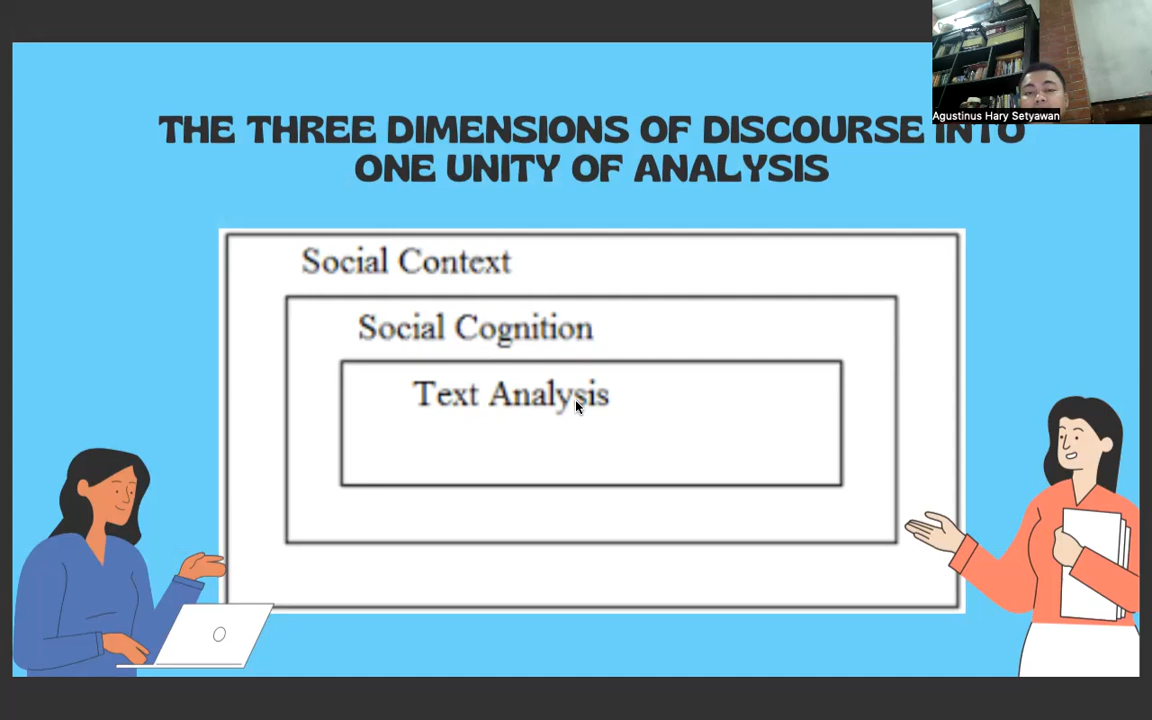 THE THREE DIMENSIONS OF DISCOURSE INTO
ONE UNITY OF ANALYSIS
Agustinus Hary Setyawan
Social Context
Social Cognition
Text Analysis